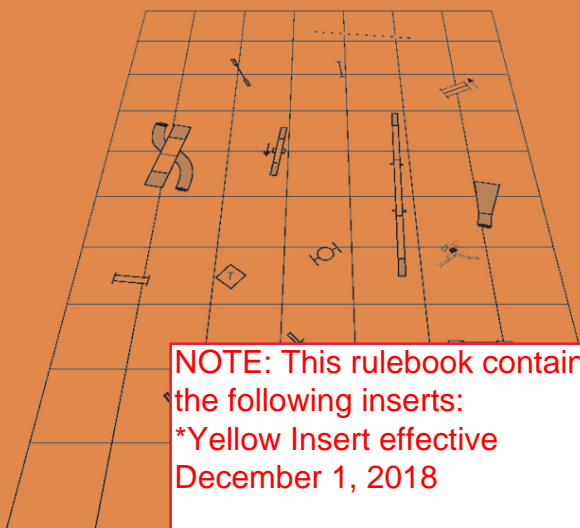 T
NOTE: This rulebook contain
the following inserts:
*Yellow Insert effective
December 1, 2018